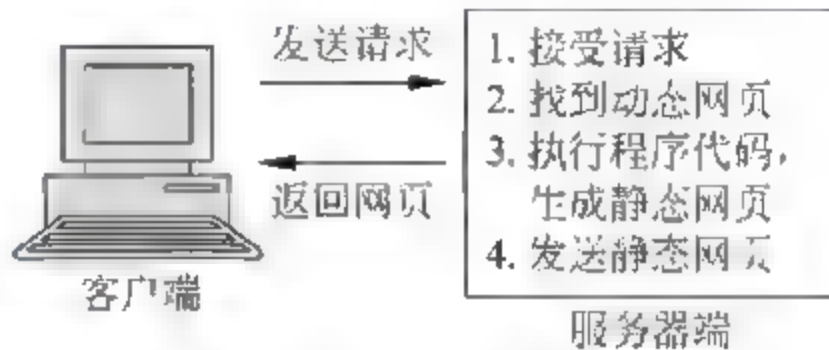 发送请求
返回网页
客户端
1. 接受请求
2. 找到动态网页
3. 执行程序代码,
生成静态网页
4. 发送静态网页
服务器端